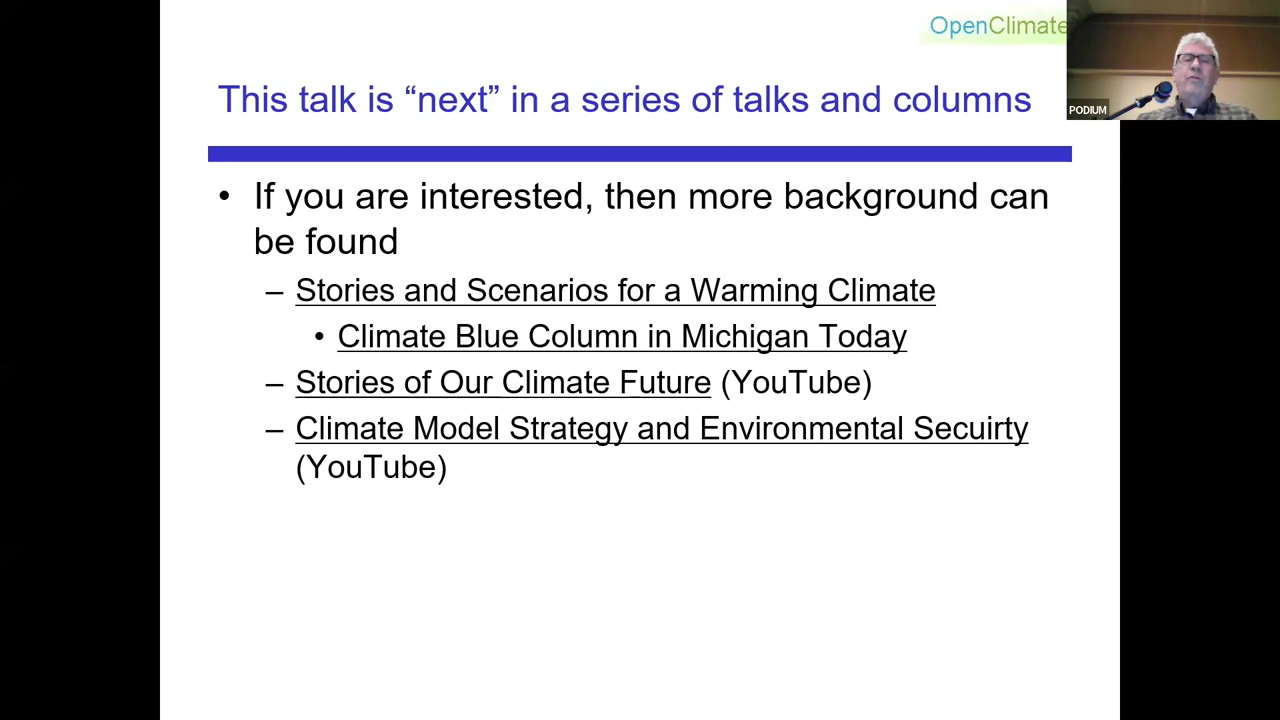 OpenClimate
PODIUM
This talk is “next” in a series of talks and columns
• If you are interested, then more background can
be found
– Stories and Scenarios for a Warming Climate
• Climate Blue Column in Michigan Today
– Stories of Our Climate Future (YouTube)
– Climate Model Strategy and Environmental Secuirty
(YouTube)